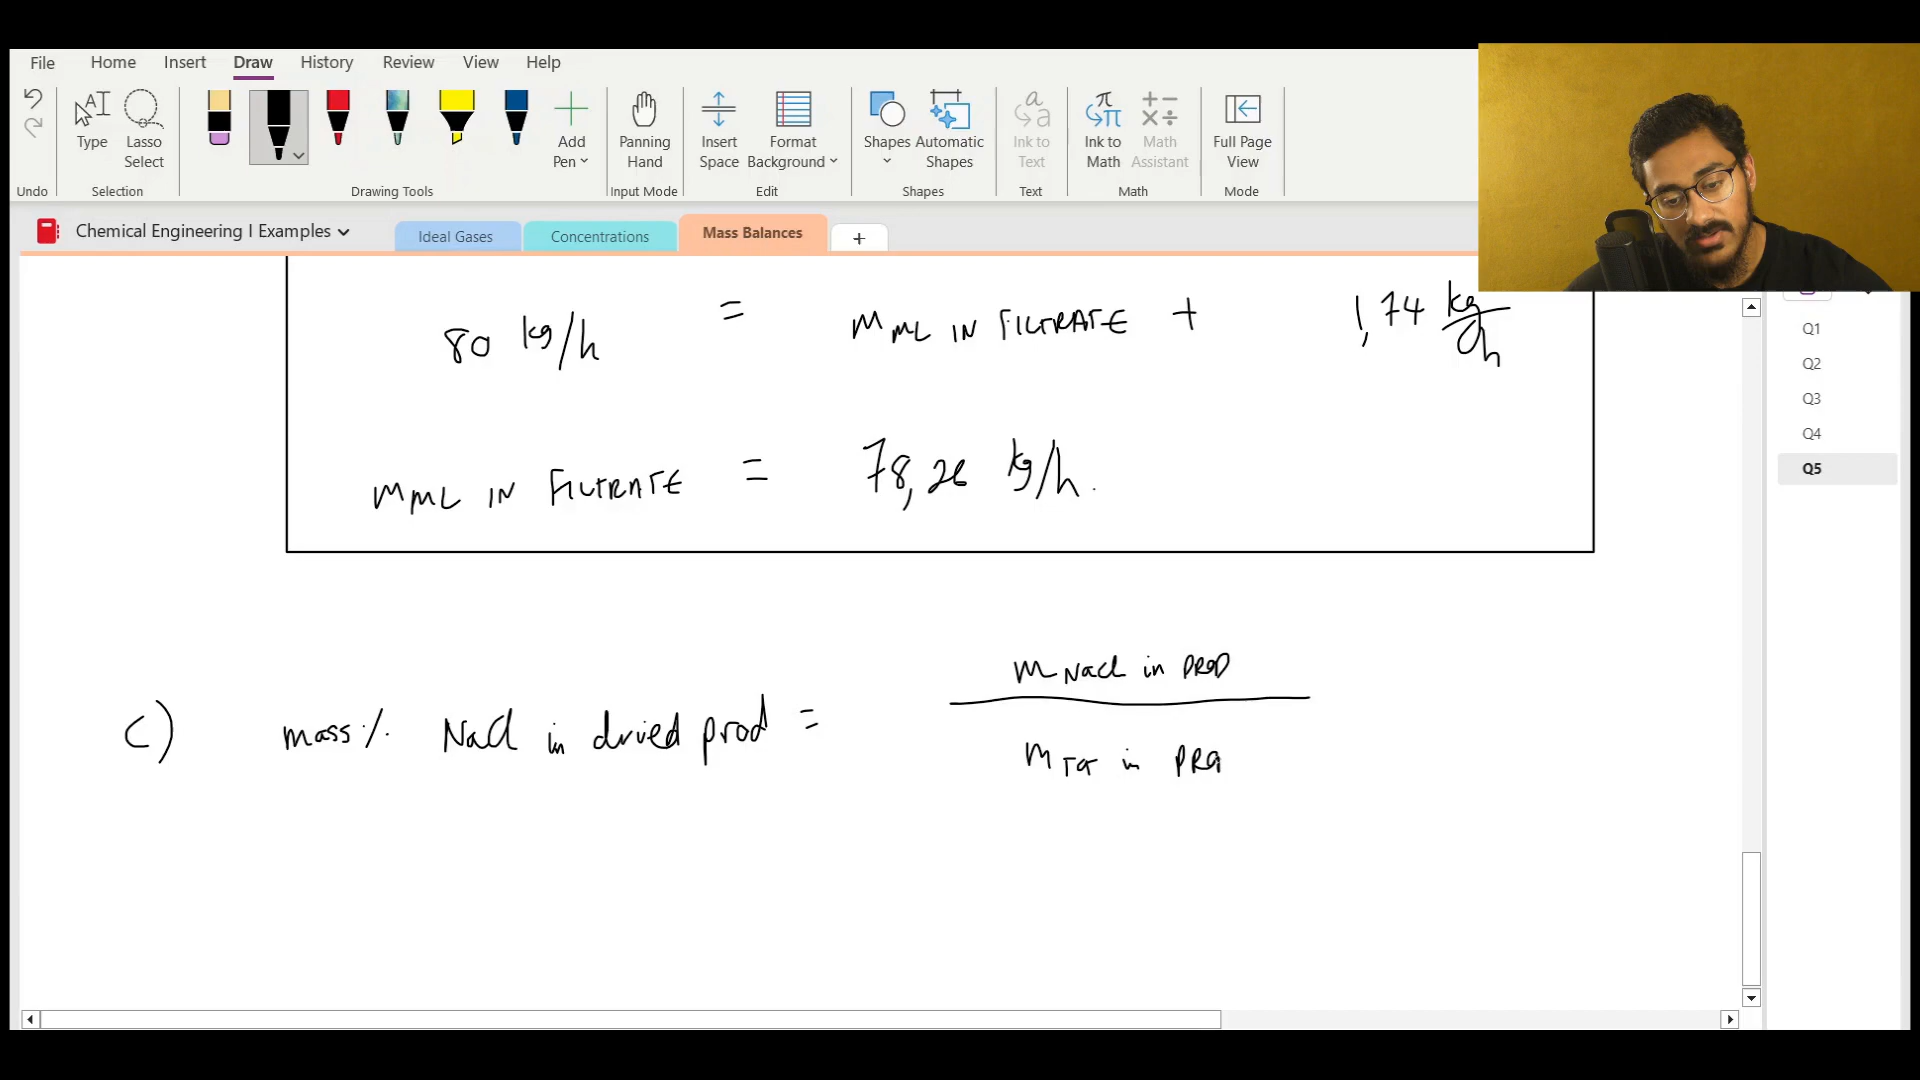 File Home Insert Draw History Review View Help
Type
Lasso Select
Add Pen
Panning Hand
Insert Space
Format Background
Shapes
Automatic Shapes
Ink to Text
Ink to Math
Math Assistant
Full Page View
Undo Selection Drawing Tools Input Mode Edit Shapes Text Math Mode
Chemical Engineering I Examples Ideal Gases Concentrations Mass Balances +
Q1
Q2
Q3
Q4
Q5
80 kg/h = M ML IN FILTRATE + 1,74 kg/h
M ML IN FILTRATE = 78,26 kg/h.
m NaCl in PROD
c) mass % NaCl in dried prod =
m TOT in PRO